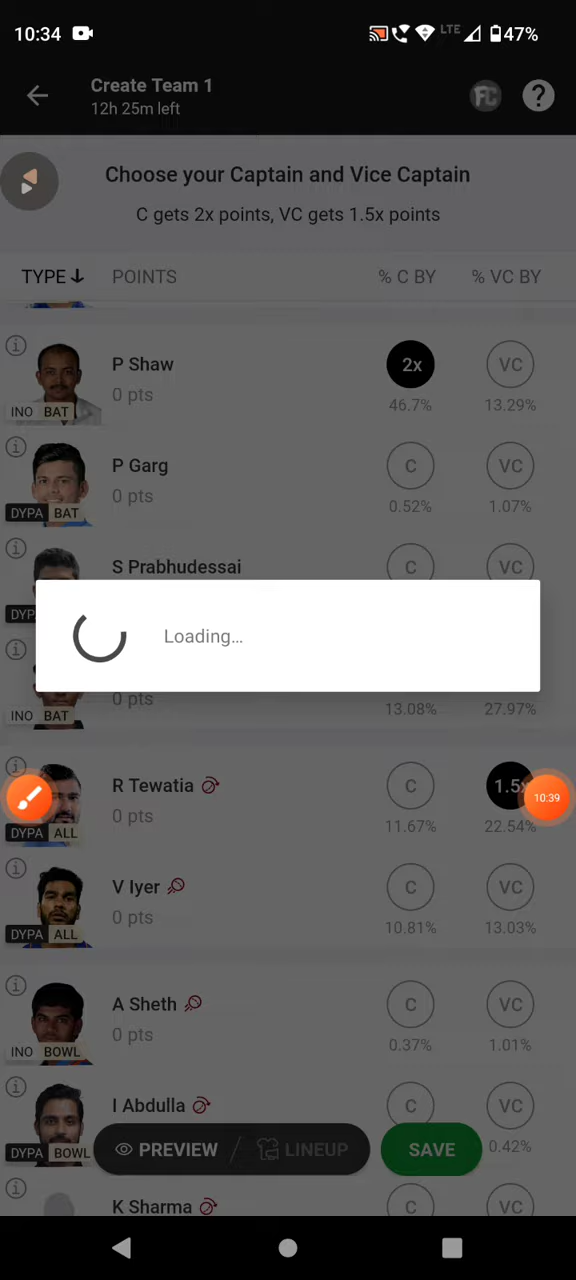 10:34
LTE
47%
Create Team 1
12h 25m left
FC
?
Choose your Captain and Vice Captain
C gets 2x points, VC gets 1.5x points
TYPE POINTS % C BY % VC BY
P Shaw 2x VC
0 pts
INO BAT 46.7% 13.29%
P Garg C VC
0 pts
DYPA BAT 0.52% 1.07%
S Prabhudessai C VC
Loading...
0 pts
INO BAT 13.08% 27.97%
R Tewatia C
10:39
0 pts
DYPA ALL 11.67% 22.54%
V Iyer C VC
0 pts
DYPA ALL 10.81% 13.03%
A Sheth C VC
0 pts
INO BOWL 0.37% 1.01%
I Abdulla C VC
DYPA BOWL PREVIEW / LINEUP SAVE 0.42%
K Sharma C VC